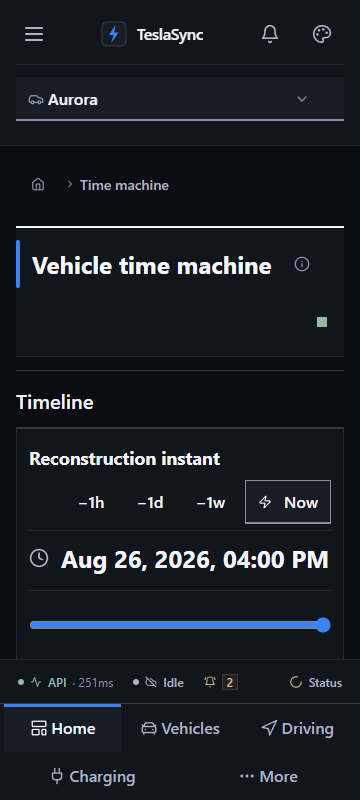 TeslaSync
Aurora
Time machine
Vehicle time machine
Timeline
Reconstruction instant
−1h −1d −1w Now
Aug 26, 2026, 04:00 PM
API · 251ms Idle 2 Status
Home Vehicles Driving
Charging More